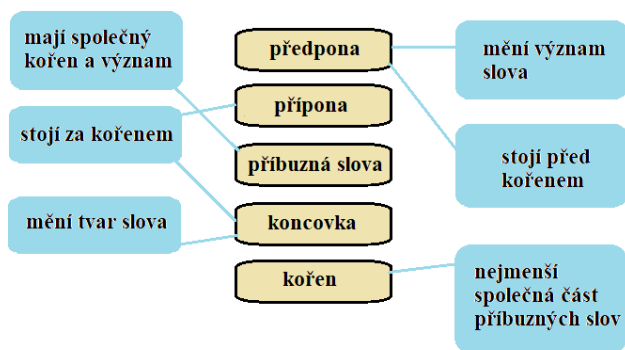 mají společný
kořen a význam
stojí za kořenem
mění tvar slova
předpona
přípona
příbuzná slova
koncovka
kořen
mění význam
slova
stojí před
kořenem
nejmenší
společná část
příbuzných slov